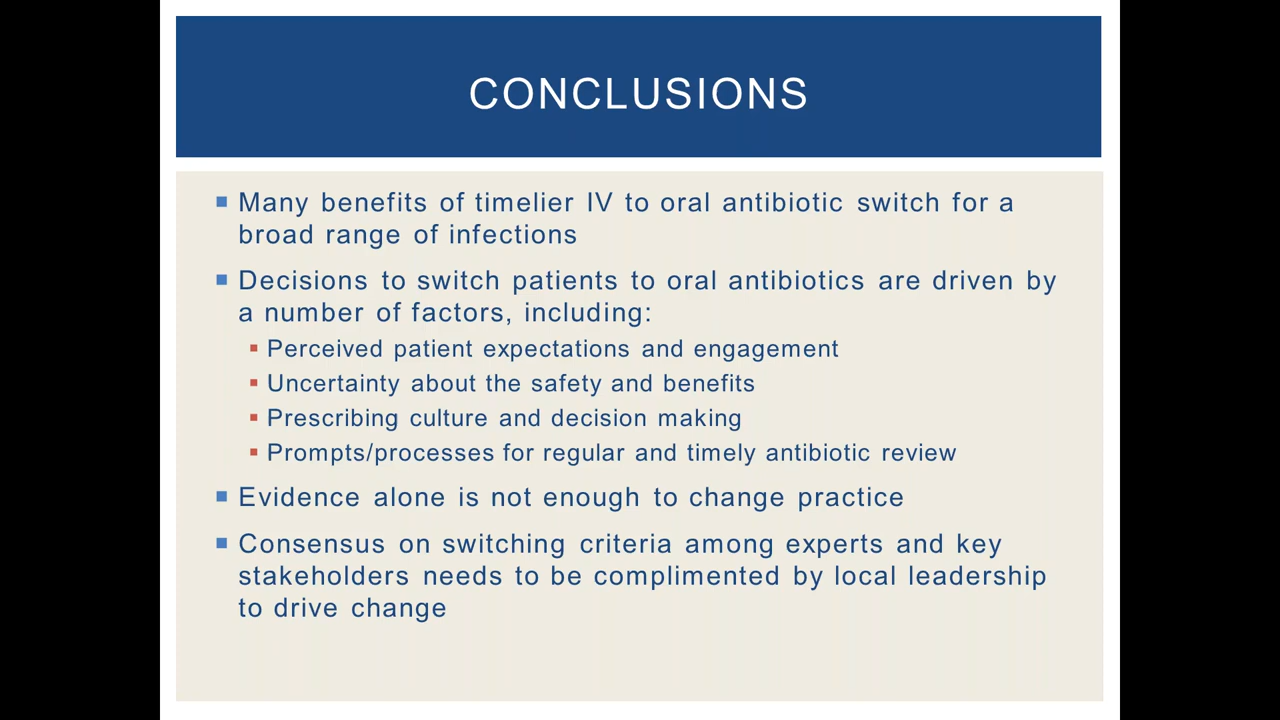 CONCLUSIONS
Many benefits of timelier IV to oral antibiotic switch for a
broad range of infections
Decisions to switch patients to oral antibiotics are driven by
a number of factors, including:
Perceived patient expectations and engagement
Uncertainty about the safety and benefits
Prescribing culture and decision making
Prompts/processes for regular and timely antibiotic review
Evidence alone is not enough to change practice
Consensus on switching criteria among experts and key
stakeholders needs to be complimented by local leadership
to drive change